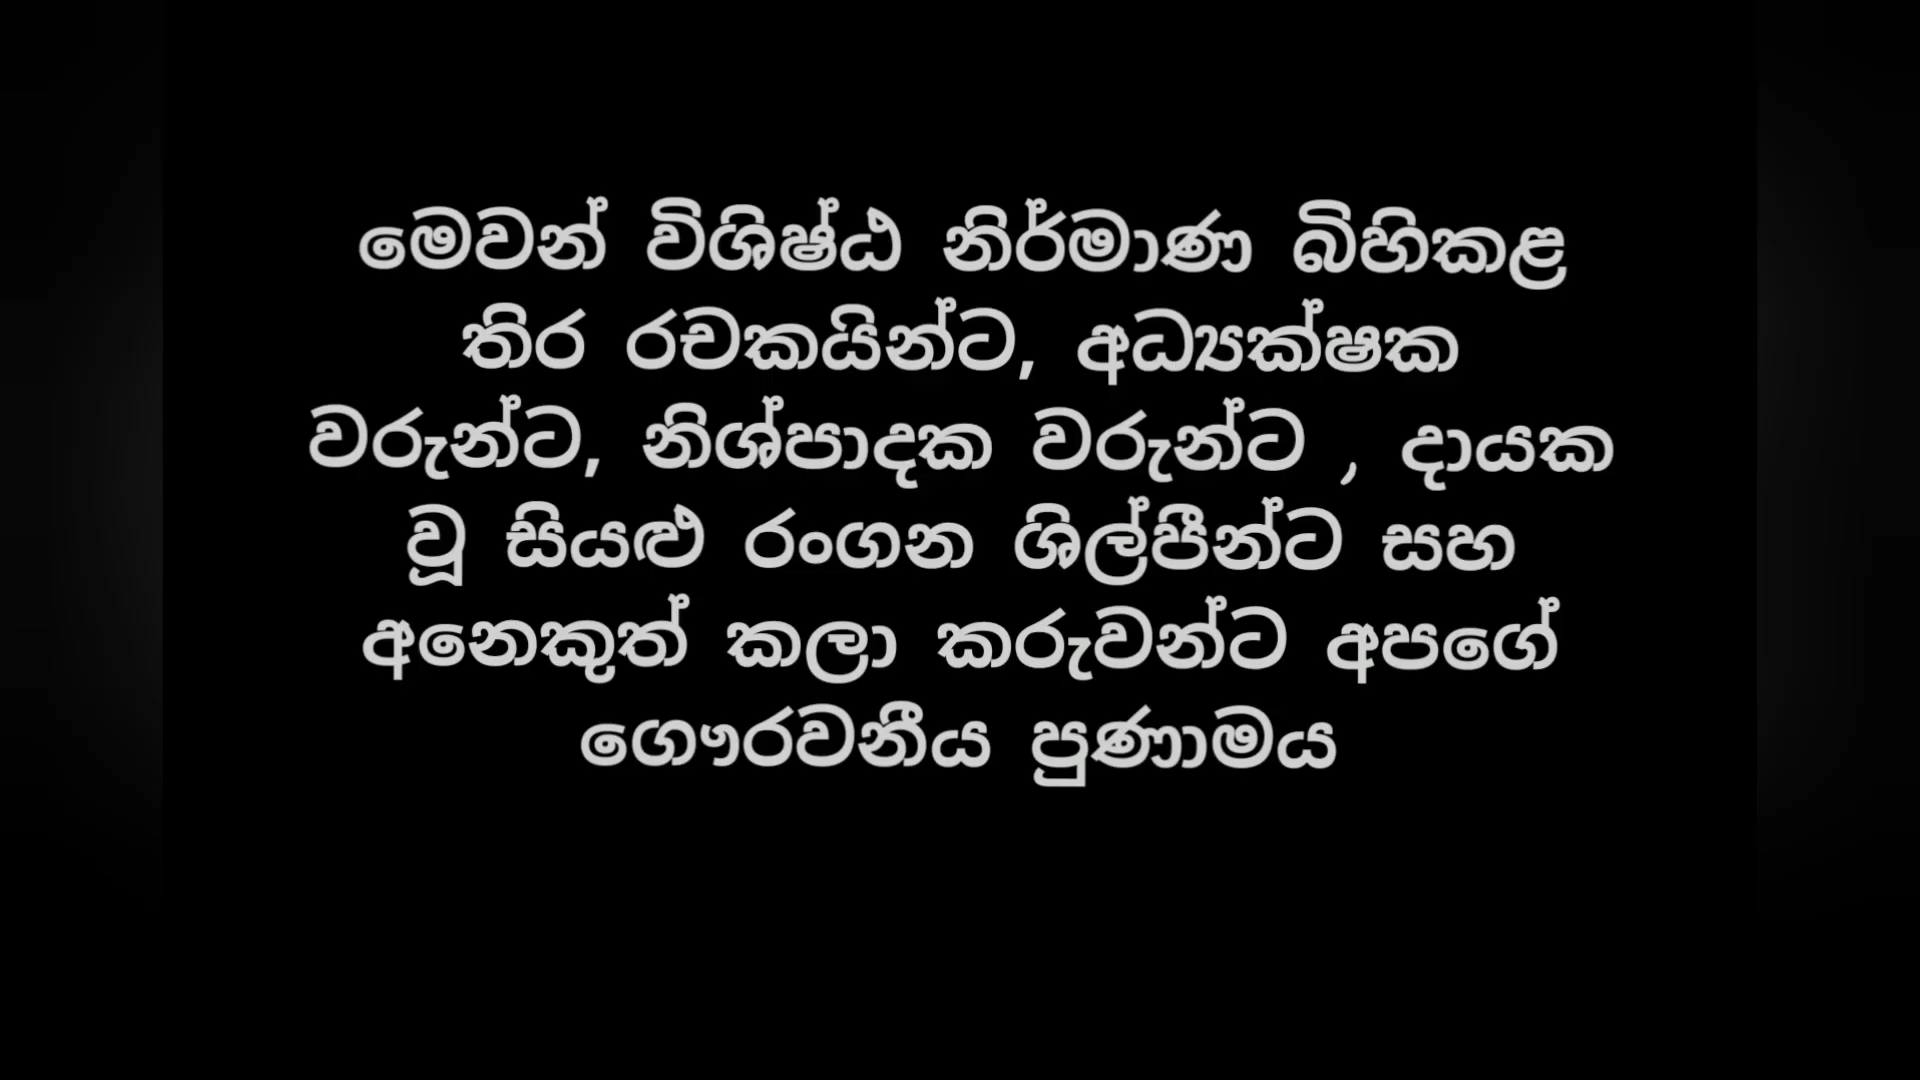 මෙවන් විශිෂ්ඨ නිර්මාණ බිහිකළ
තිර රචකයින්ට, අධ්‍යක්ෂක
වරුන්ට, නිශ්පාදක වරුන්ට , දායක
වූ සියළු රංගන ශිල්පීන්ට සහ
අනෙකුත් කලා කරුවන්ට අපගේ
ගෞරවනීය පුණාමය